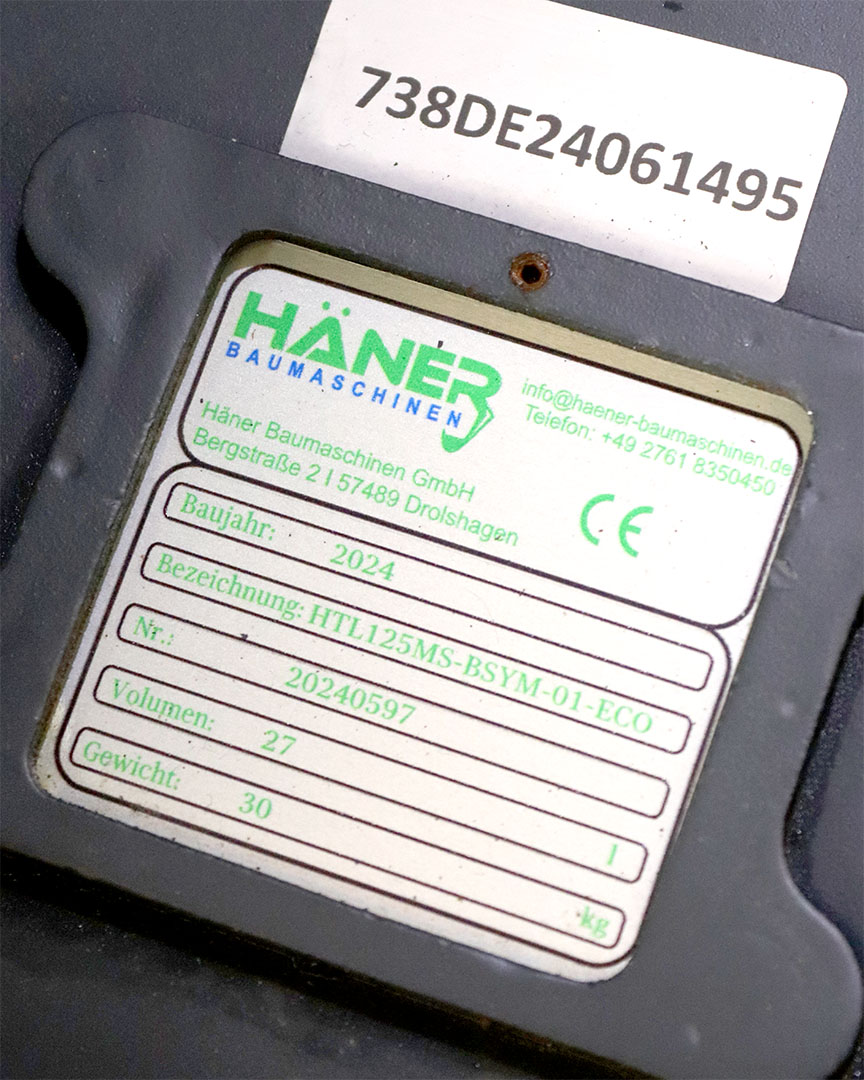 738DE24061495
HÄNER
BAUMASCHINEN
info@haener-baumaschinen.de
Telefon: +49 2761 8350450
Häner Baumaschinen GmbH
Bergstraße 2 I 57489 Drolshagen
CE
Baujahr: 2024
Bezeichnung: HTL125MS-BSYM-01-ECO
Nr.: 20240597
Volumen: 27 l
Gewicht: 30 kg